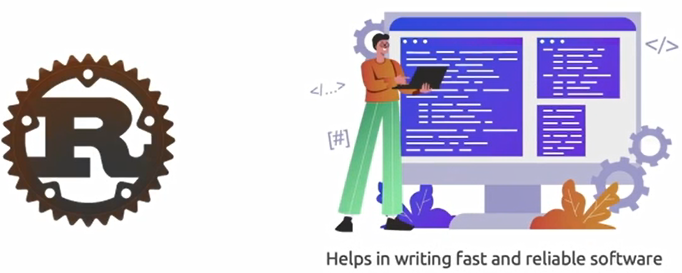 R
</>
<...>
[#]
Helps in writing fast and reliable software